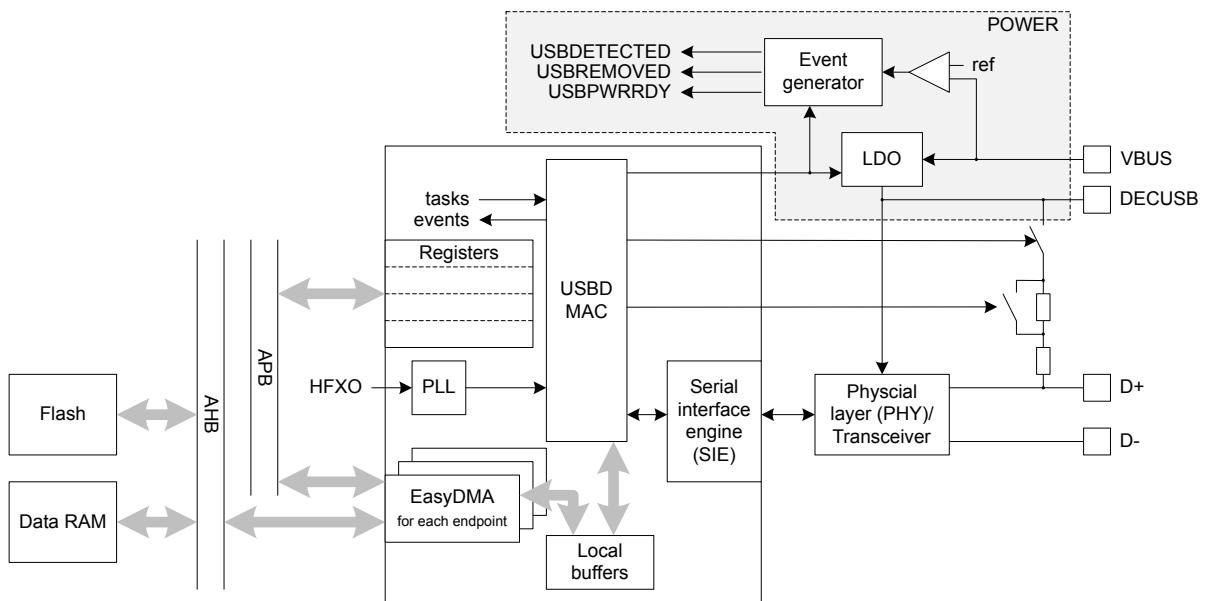 POWER
USBDETECTED
USBREMOVED
USBPWRRDY
Event
generator
ref
LDO
VBUS
DECUSB
tasks
events
Registers
USBD
MAC
APB
AHB
HFXO
PLL
Flash
Data RAM
Serial
interface
engine
(SIE)
Physcial
layer (PHY)/
Transceiver
D+
D-
EasyDMA
for each endpoint
Local
buffers